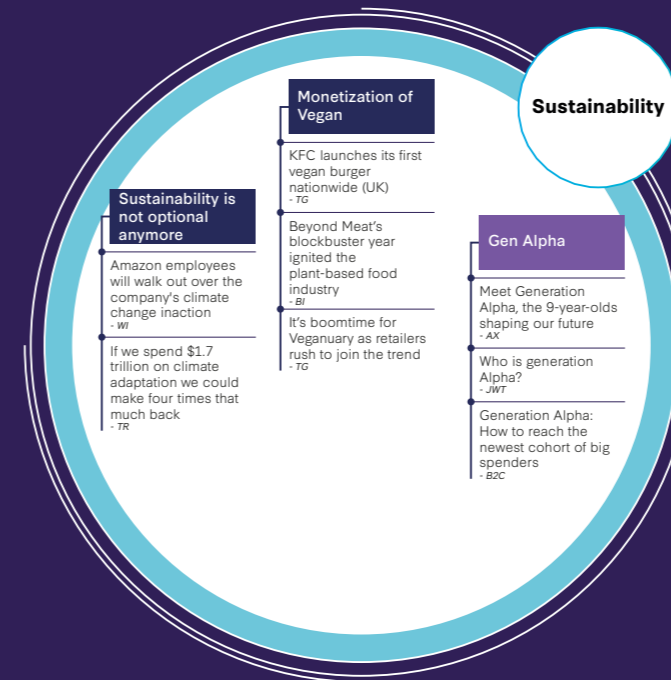 Sustainability
Monetization of
Vegan
KFC launches its first
vegan burger
nationwide (UK)
- TG
Beyond Meat's
blockbuster year
ignited the
plant-based food
industry
- BI
It's boomtime for
Veganuary as retailers
rush to join the trend
- TG
Sustainability is
not optional
anymore
Amazon employees
will walk out over the
company's climate
change inaction
- WI
If we spend $1.7
trillion on climate
adaptation we could
make four times that
much back
- TR
Gen Alpha
Meet Generation
Alpha, the 9-year-olds
shaping our future
- AX
Who is generation
Alpha?
- JWT
Generation Alpha:
How to reach the
newest cohort of big
spenders
- B2C